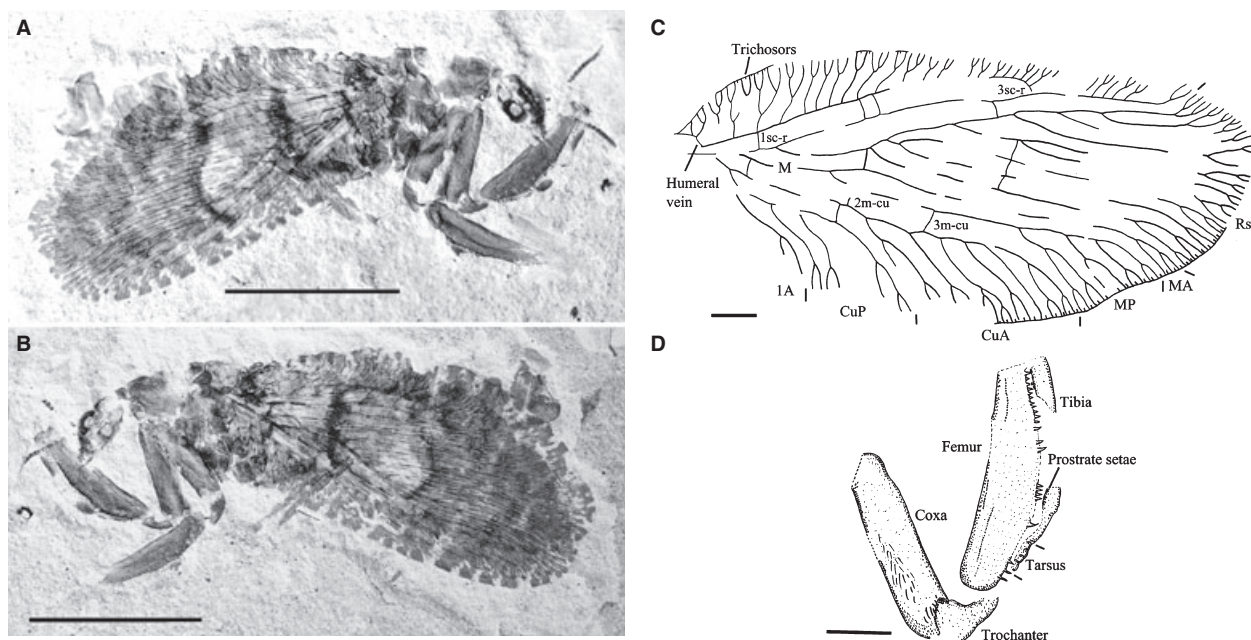 A
B
C
Trichosors
3sc-r
1sc-r
M
Humeral
vein
2m-cu
3m-cu
Rs
MA
1A
MP
CuP
CuA
D
Tibia
Femur
Prostrate setae
Coxa
Tarsus
Trochanter